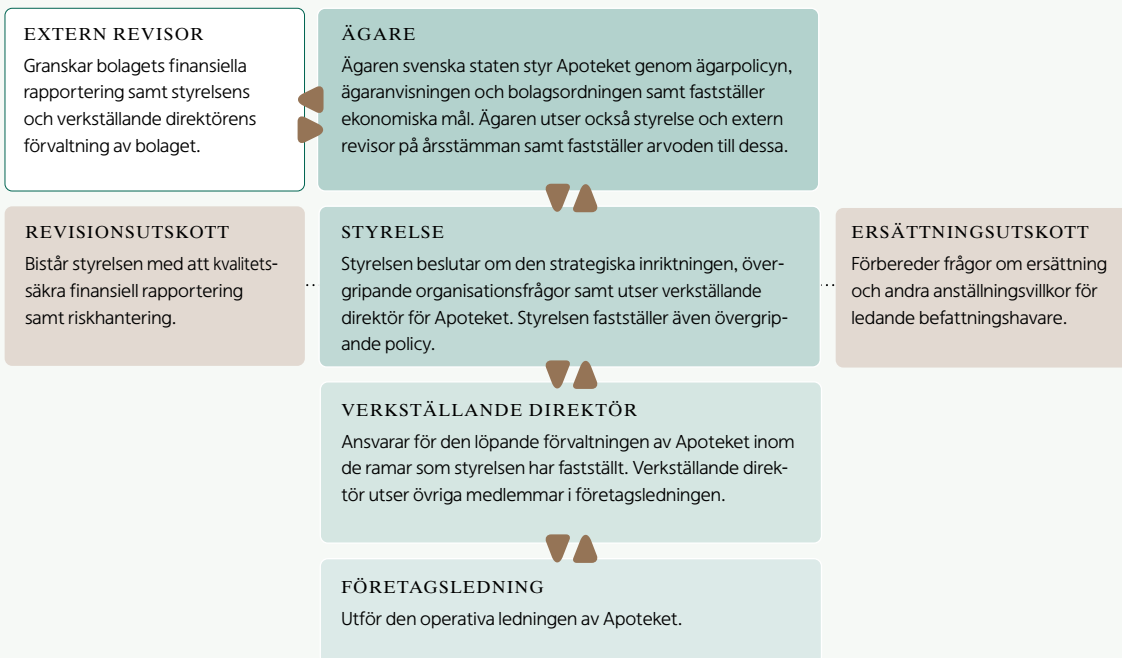 EXTERN REVISOR
Granskar bolagets finansiella
rapportering samt styrelsens
och verkställande direktörens
förvaltning av bolaget.
ÄGARE
Ägaren svenska staten styr Apoteket genom ägarpolicyn,
ägaranvisningen och bolagsordningen samt fastställer
ekonomiska mål. Ägaren utser också styrelse och extern
revisor på årsstämman samt fastställer arvoden till dessa.
REVISIONSUTSKOTT
Bistår styrelsen med att kvalitets-
säkra finansiell rapportering
samt riskhantering.
STYRELSE
Styrelsen beslutar om den strategiska inriktningen, över-
gripande organisationsfrågor samt utser verkställande
direktör för Apoteket. Styrelsen fastställer även övergrip-
ande policy.
ERSÄTTNINGSUTSKOTT
Förbereder frågor om ersättning
och andra anställningsvillkor för
ledande befattningshavare.
VERKSTÄLLANDE DIREKTÖR
Ansvarar för den löpande förvaltningen av Apoteket inom
de ramar som styrelsen har fastställt. Verkställande direk-
tör utser övriga medlemmar i företagsledningen.
FÖRETAGSLEDNING
Utför den operativa ledningen av Apoteket.